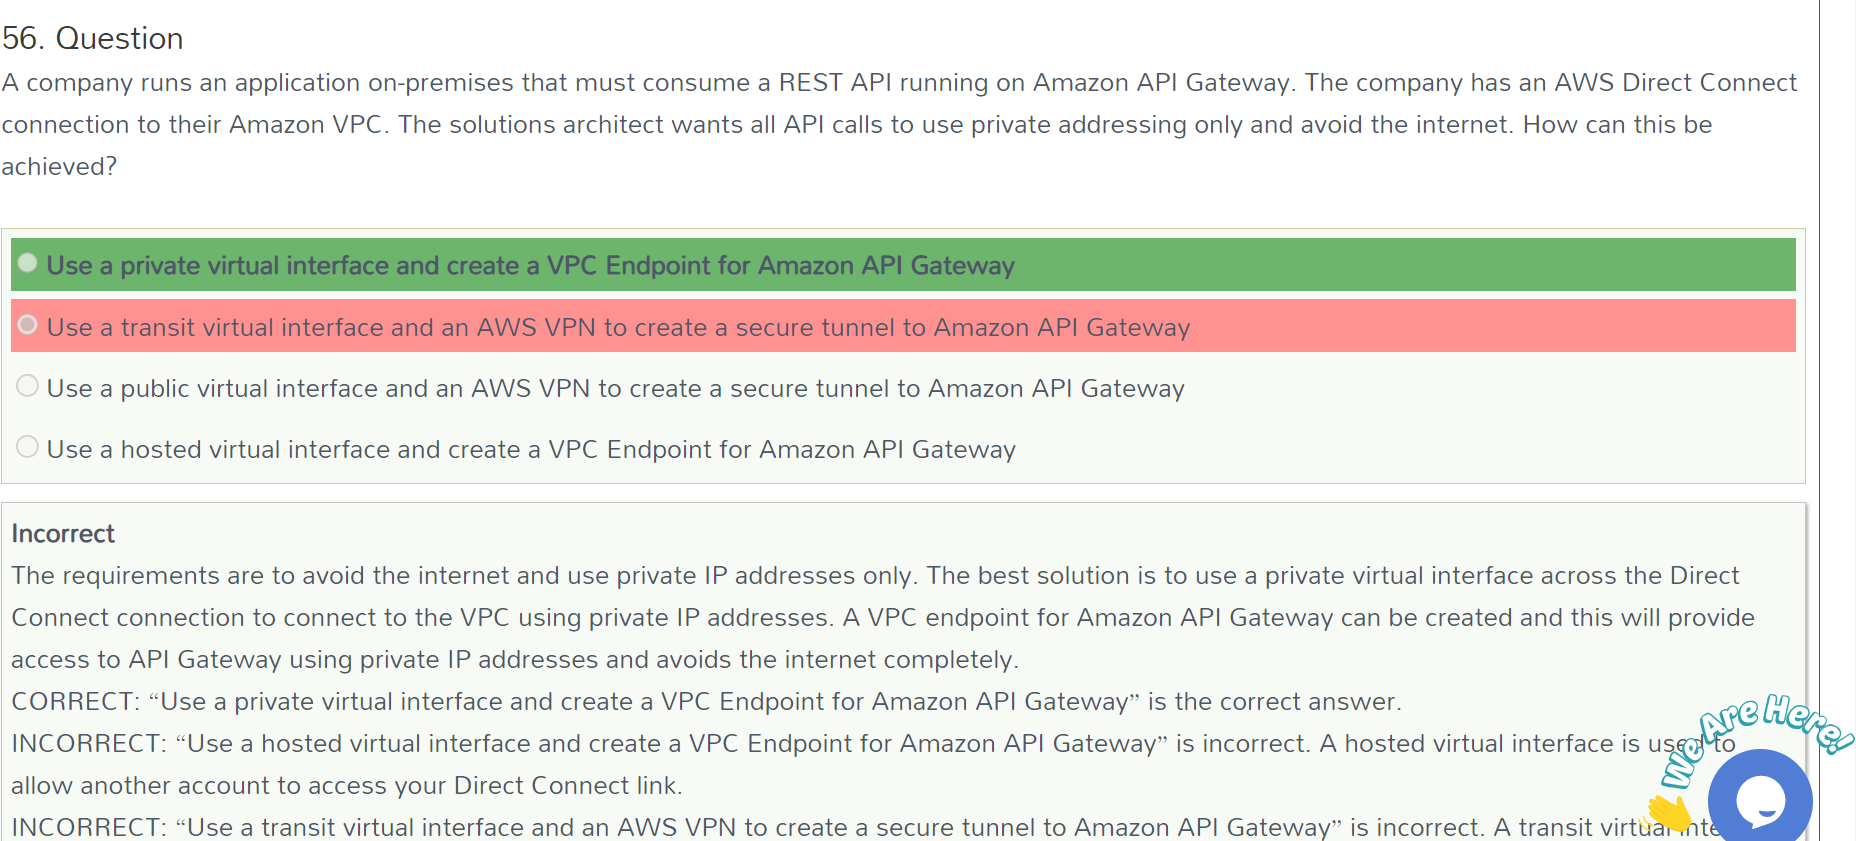 56. Question
A company runs an application on-premises that must consume a REST API running on Amazon API Gateway. The company has an AWS Direct Connect
connection to their Amazon VPC. The solutions architect wants all API calls to use private addressing only and avoid the internet. How can this be
achieved?
Use a private virtual interface and create a VPC Endpoint for Amazon API Gateway
Use a transit virtual interface and an AWS VPN to create a secure tunnel to Amazon API Gateway
Use a public virtual interface and an AWS VPN to create a secure tunnel to Amazon API Gateway
Use a hosted virtual interface and create a VPC Endpoint for Amazon API Gateway
Incorrect
The requirements are to avoid the internet and use private IP addresses only. The best solution is to use a private virtual interface across the Direct
Connect connection to connect to the VPC using private IP addresses. A VPC endpoint for Amazon API Gateway can be created and this will provide
access to API Gateway using private IP addresses and avoids the internet completely.
CORRECT: “Use a private virtual interface and create a VPC Endpoint for Amazon API Gateway” is the correct answer.
INCORRECT: “Use a hosted virtual interface and create a VPC Endpoint for Amazon API Gateway” is incorrect. A hosted virtual interface is used to
allow another account to access your Direct Connect link.
INCORRECT: “Use a transit virtual interface and an AWS VPN to create a secure tunnel to Amazon API Gateway” is incorrect. A transit virtual
We Are Here!